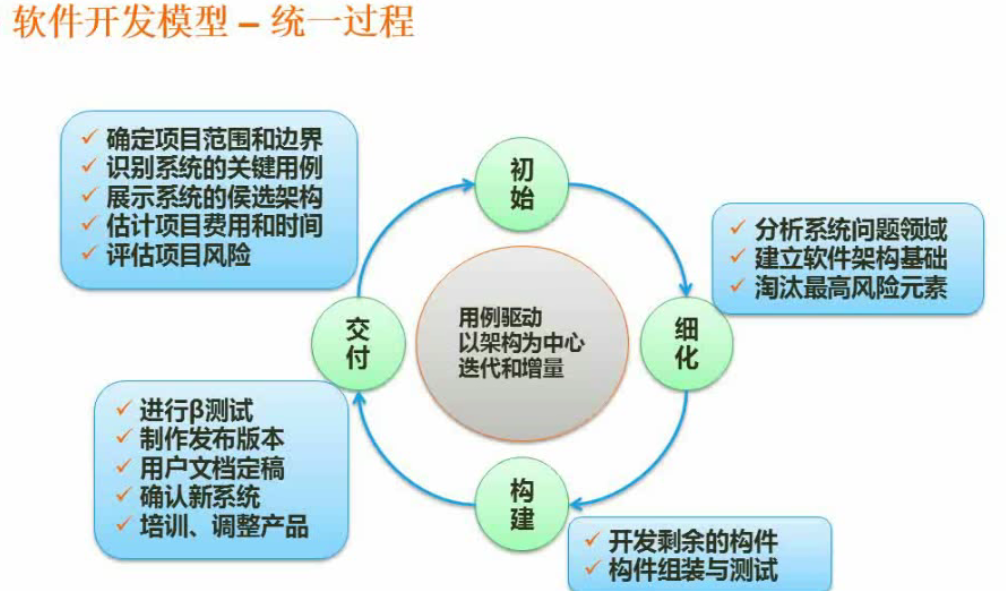 软件开发模型 – 统一过程
确定项目范围和边界
识别系统的关键用例
展示系统的侯选架构
估计项目费用和时间
评估项目风险
初
始
分析系统问题领域
建立软件架构基础
淘汰最高风险元素
细
化
用例驱动
以架构为中心
迭代和增量
交
付
进行β测试
制作发布版本
用户文档定稿
确认新系统
培训、调整产品
构
建
开发剩余的构件
构件组装与测试